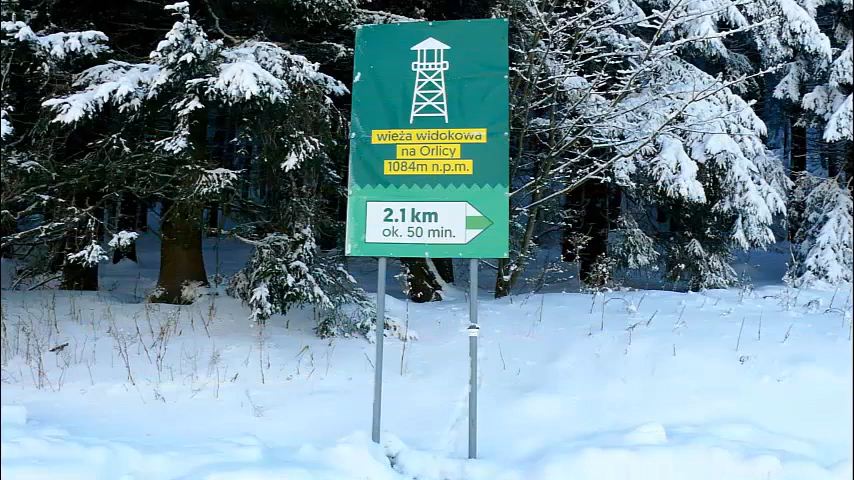 wieża widokowa
na Orlicy
1084m n.p.m.
2.1 km
ok. 50 min.